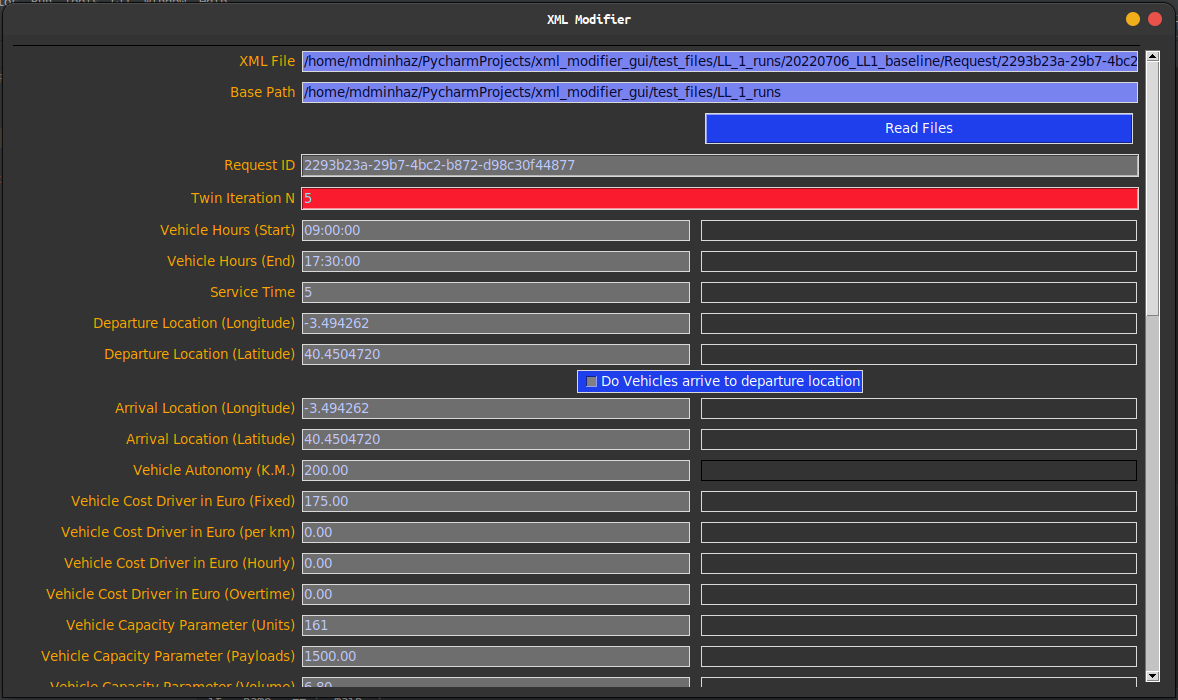 XML Modifier
XML File /home/mdminhaz/PycharmProjects/xml_modifier_gui/test_files/LL_1_runs/20220706_LL1_baseline/Request/2293b23a-29b7-4bc2
Base Path /home/mdminhaz/PycharmProjects/xml_modifier_gui/test_files/LL_1_runs
Read Files
Request ID 2293b23a-29b7-4bc2-b872-d98c30f44877
Twin Iteration N 5
Vehicle Hours (Start) 09:00:00
Vehicle Hours (End) 17:30:00
Service Time 5
Departure Location (Longitude) -3.494262
Departure Location (Latitude) 40.4504720
Do Vehicles arrive to departure location
Arrival Location (Longitude) -3.494262
Arrival Location (Latitude) 40.4504720
Vehicle Autonomy (K.M.) 200.00
Vehicle Cost Driver in Euro (Fixed) 175.00
Vehicle Cost Driver in Euro (per km) 0.00
Vehicle Cost Driver in Euro (Hourly) 0.00
Vehicle Cost Driver in Euro (Overtime) 0.00
Vehicle Capacity Parameter (Units) 161
Vehicle Capacity Parameter (Payloads) 1500.00
Vehicle Capacity Parameter (Volume) 6.80